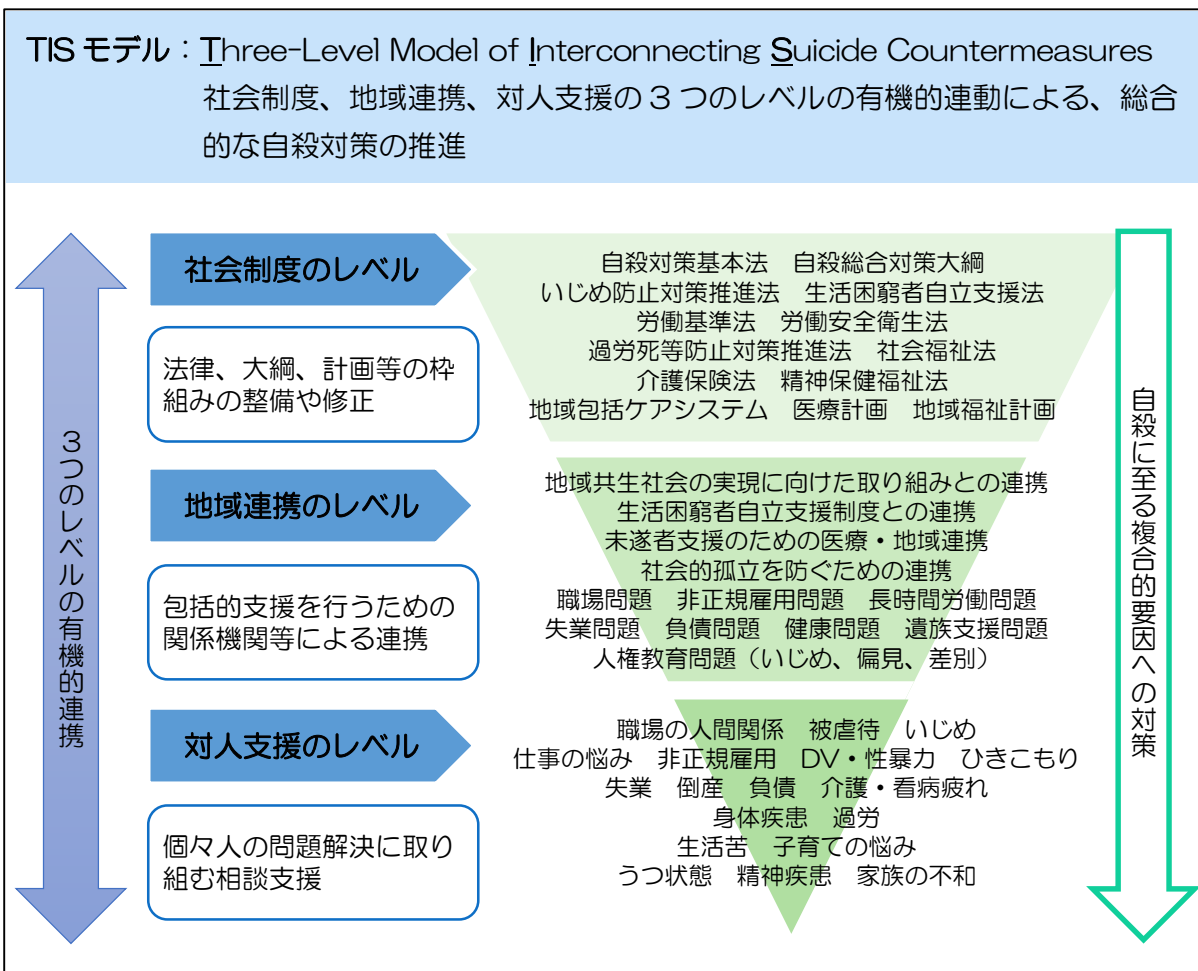 TIS モデル：Three-Level Model of Interconnecting Suicide Countermeasures
社会制度、地域連携、対人支援の３つのレベルの有機的連動による、総合
的な自殺対策の推進
３つのレベルの有機的連携
社会制度のレベル
法律、大綱、計画等の枠
組みの整備や修正
自殺対策基本法　自殺総合対策大綱
いじめ防止対策推進法　生活困窮者自立支援法
労働基準法　労働安全衛生法
過労死等防止対策推進法　社会福祉法
介護保険法　精神保健福祉法
地域包括ケアシステム　医療計画　地域福祉計画
地域連携のレベル
包括的支援を行うための
関係機関等による連携
地域共生社会の実現に向けた取り組みとの連携
生活困窮者自立支援制度との連携
未遂者支援のための医療・地域連携
社会的孤立を防ぐための連携
職場問題　非正規雇用問題　長時間労働問題
失業問題　負債問題　健康問題　遺族支援問題
人権教育問題（いじめ、偏見、差別）
対人支援のレベル
個々人の問題解決に取り
組む相談支援
職場の人間関係　被虐待　いじめ
仕事の悩み　非正規雇用　DV・性暴力　ひきこもり
失業　倒産　負債　介護・看病疲れ
身体疾患　過労
生活苦　子育ての悩み
うつ状態　精神疾患　家族の不和
自殺に至る複合的要因への対策